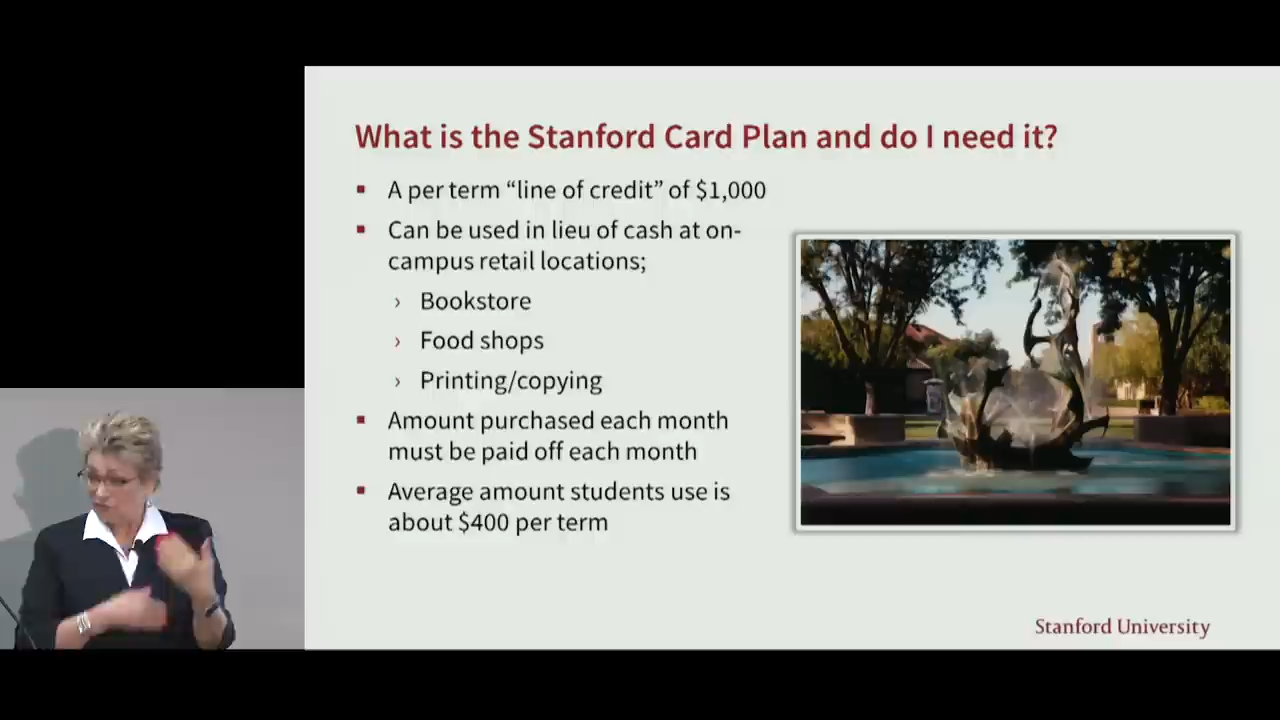 What is the Stanford Card Plan and do I need it?
▪ A per term “line of credit” of $1,000
▪ Can be used in lieu of cash at on-
campus retail locations;
› Bookstore
› Food shops
› Printing/copying
▪ Amount purchased each month
must be paid off each month
▪ Average amount students use is
about $400 per term
Stanford University